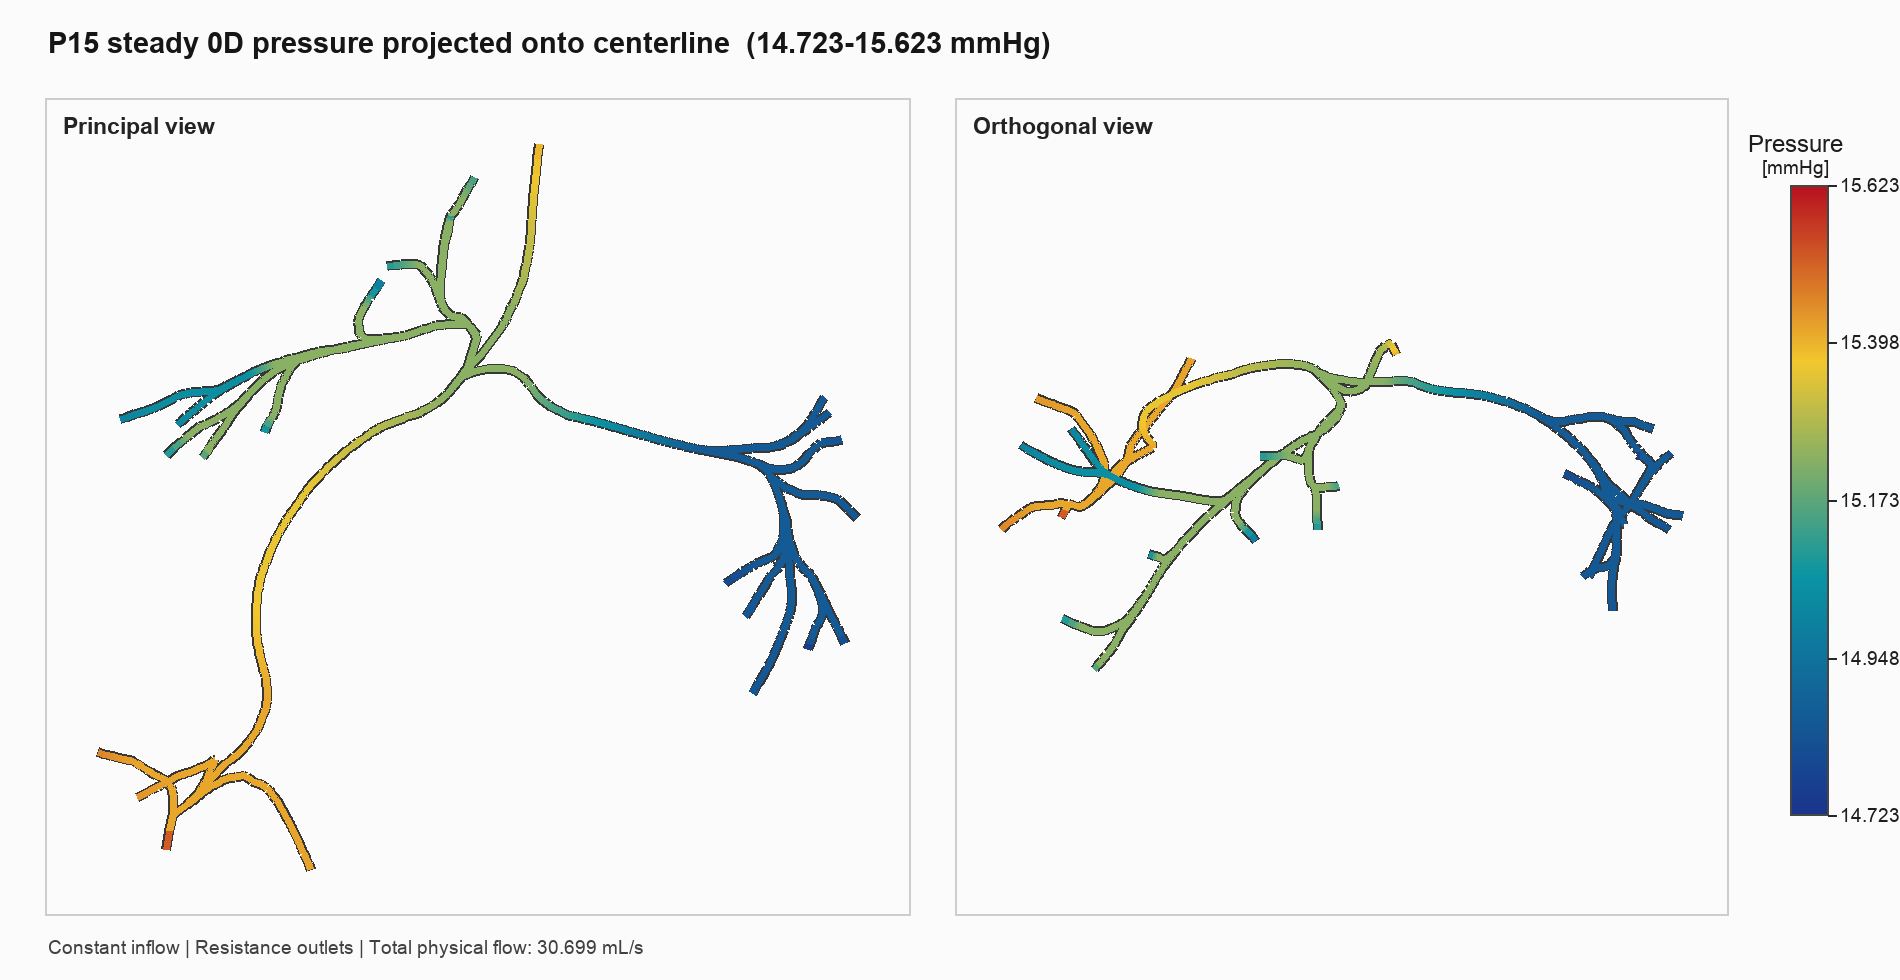 P15 steady 0D pressure projected onto centerline (14.723-15.623 mmHg)
Principal view
Orthogonal view
Pressure
[mmHg]
15.623
15.398
15.173
14.948
14.723
Constant inflow | Resistance outlets | Total physical flow: 30.699 mL/s